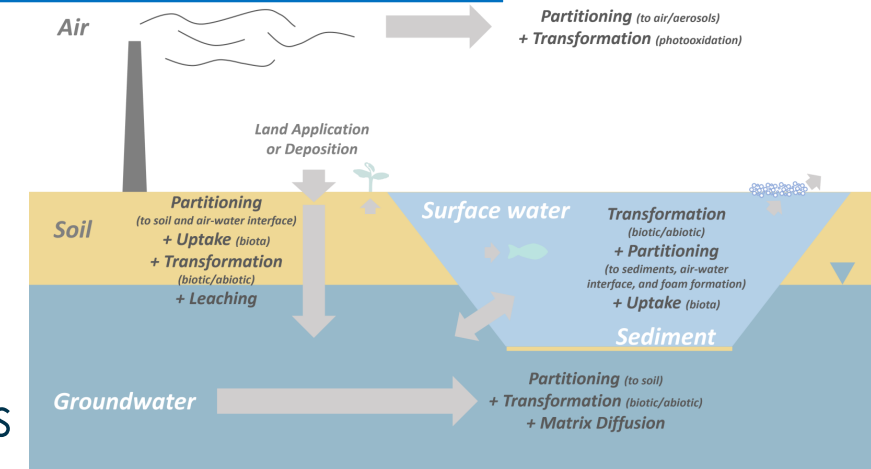 Air
Partitioning (to air/aerosols)
+ Transformation (photooxidation)
Land Application
or Deposition
Soil
Partitioning
(to soil and air-water interface)
+ Uptake (biota)
+ Transformation
(biotic/abiotic)
+ Leaching
Surface water
Transformation
(biotic/abiotic)
+ Partitioning
(to sediments, air-water
interface, and foam formation)
+ Uptake (biota)
Sediment
Groundwater
Partitioning (to soil)
+ Transformation (biotic/abiotic)
+ Matrix Diffusion
s